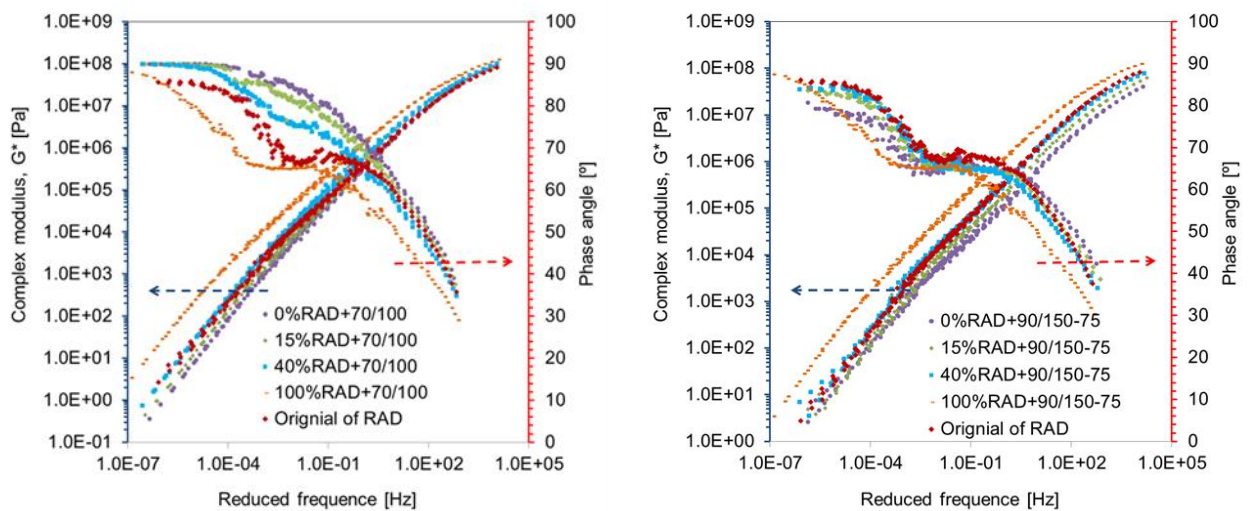 1.0E+09
1.0E+08
1.0E+07
1.0E+06
1.0E+05
1.0E+04
1.0E+03
1.0E+02
1.0E+01
1.0E+00
1.0E-01
Complex modulus, G* [Pa]
100
90
80
70
60
50
40
30
20
10
0
Phase angle [º]
0%RAD+70/100
15%RAD+70/100
40%RAD+70/100
100%RAD+70/100
Orignial of RAD
1.0E-07 1.0E-04 1.0E-01 1.0E+02 1.0E+05
Reduced frequence [Hz]
1.0E+09
1.0E+08
1.0E+07
1.0E+06
1.0E+05
1.0E+04
1.0E+03
1.0E+02
1.0E+01
1.0E+00
Complex modulus, G* [Pa]
100
90
80
70
60
50
40
30
20
10
0
Phase angle [º]
0%RAD+90/150-75
15%RAD+90/150-75
40%RAD+90/150-75
100%RAD+90/150-75
Orignial of RAD
1.0E-07 1.0E-04 1.0E-01 1.0E+02 1.0E+05
Reduced frequence [Hz]